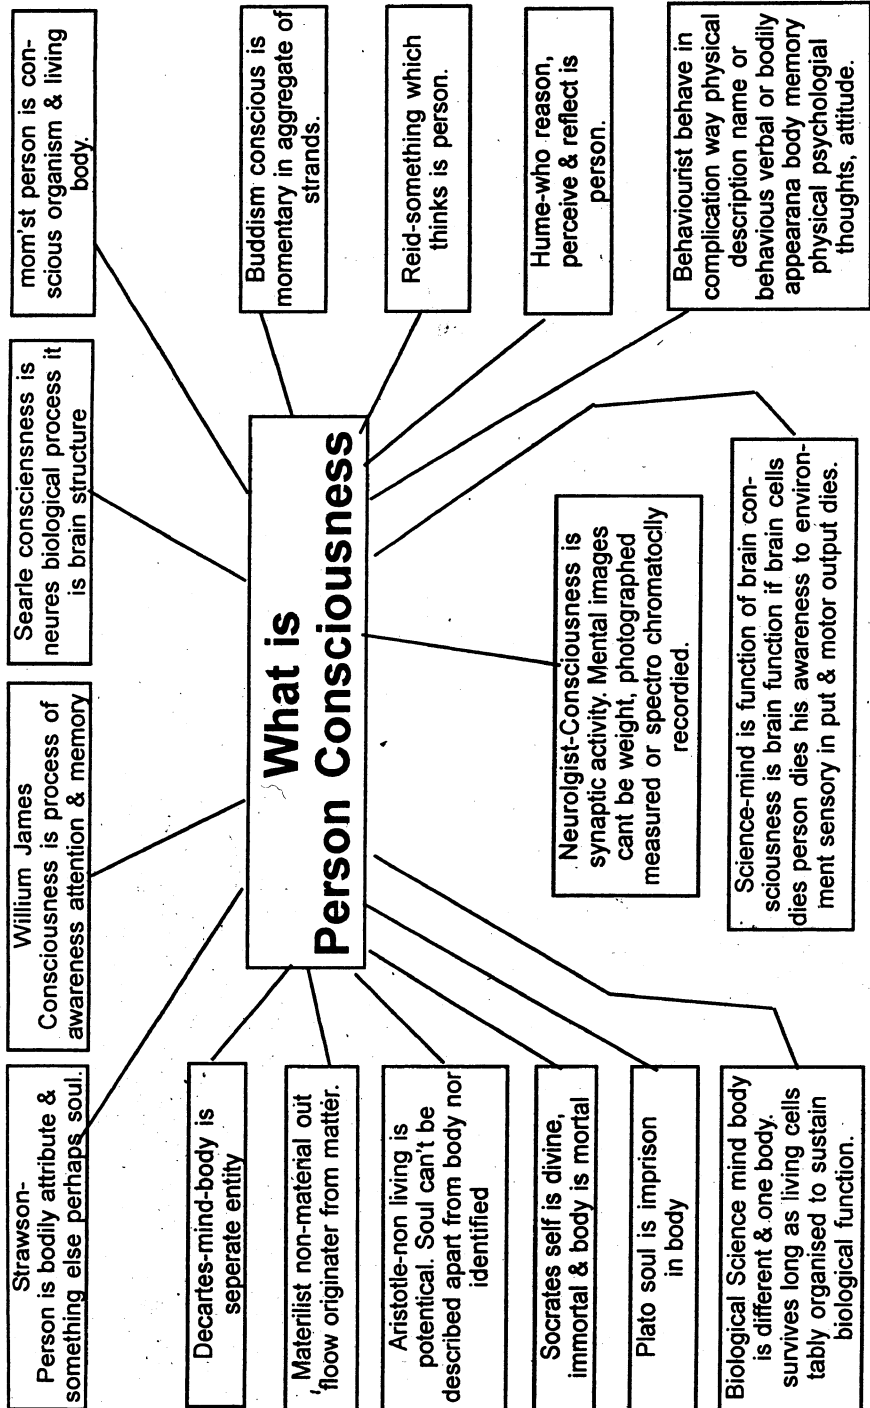 What is
Person Consciousness
Strawson-
Person is bodily attribute &
something else perhaps soul.
Willium James
Consciousness is process of
awareness attention & memory
Searle consciensness is
neures biological process it
is brain structure
mom'st person is con-
scious organism & living
body.
Buddism conscious is
momentary in aggregate of
strands.
Reid-something which
thinks is person.
Hume-who reason,
perceive & reflect is
person.
Behaviourist behave in
complication way physical
description name or
behavious verbal or bodily
appearana body memory
physical psychologial
thoughts, attitude.
Decartes-mind-body is
seperate entity
Materilist non-material out
floow originater from matter.
Aristotle-non living is
potentical. Soul can't be
described apart from body nor
identified
Socrates self is divine,
immortal & body is mortal
Plato soul is imprison
in body
Biological Science mind body
is different & one body.
survives long as living cells
tably organised to sustain
biological function.
Neurolgist-Consciousness is
synaptic activity. Mental images
cant be weight, photographed
measured or spectro chromatoclly
recordied.
Science-mind is function of brain con-
sciousness is brain function if brain cells
dies person dies his awareness to environ-
ment sensory in put & motor output dies.